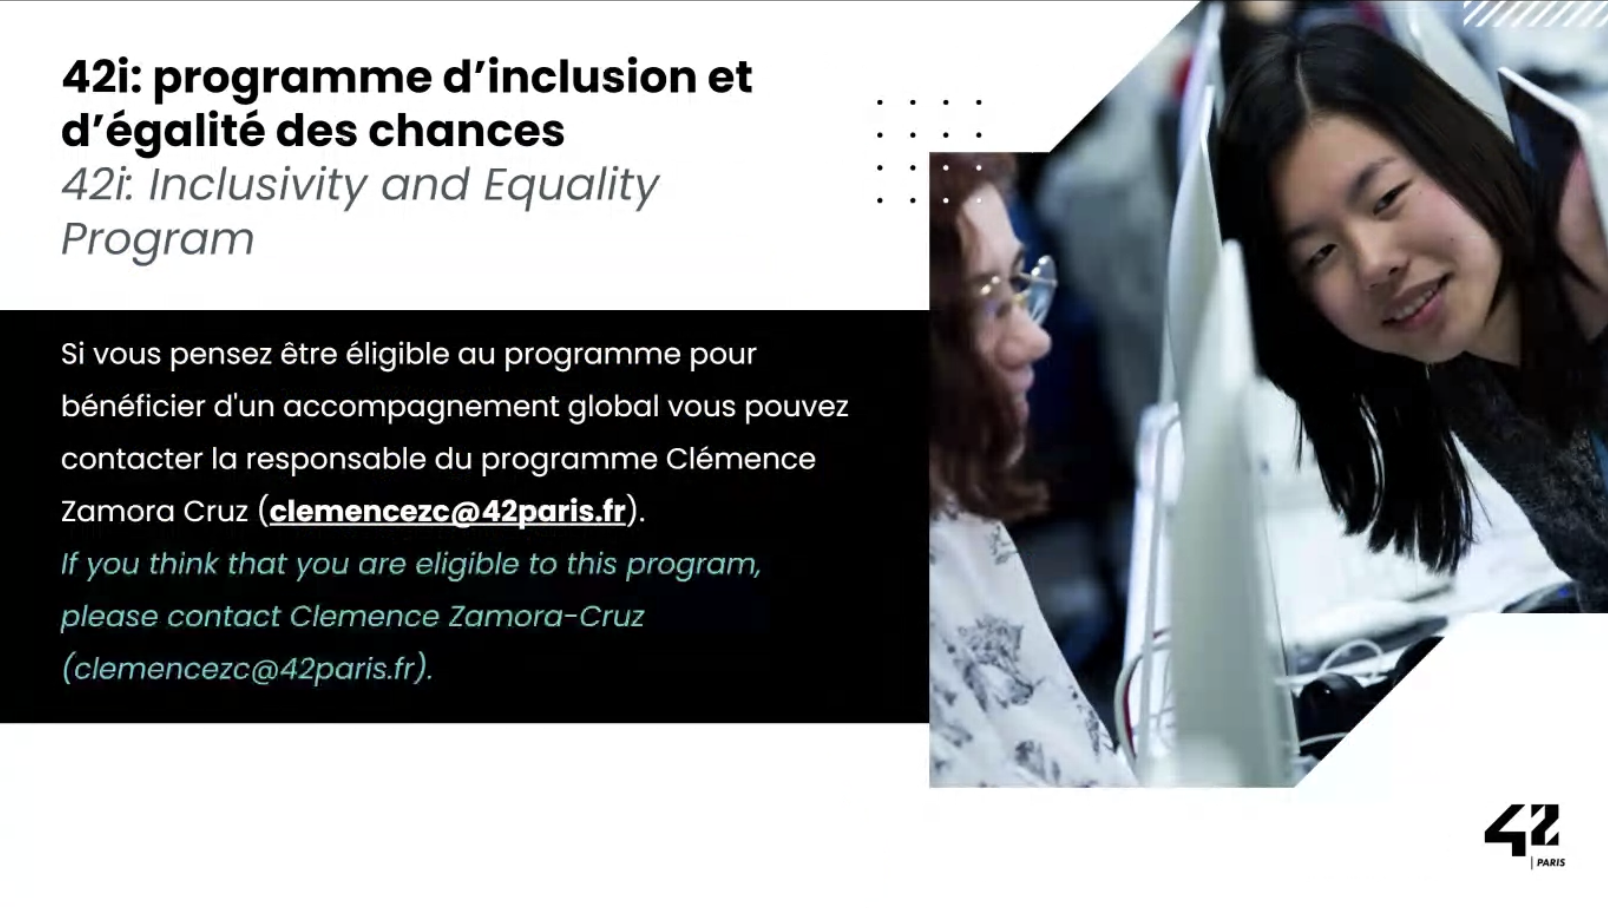 42i: programme d’inclusion et
d’égalité des chances
42i: Inclusivity and Equality
Program
Si vous pensez être éligible au programme pour
bénéficier d'un accompagnement global vous pouvez
contacter la responsable du programme Clémence
Zamora Cruz (clemencezc@42paris.fr).
If you think that you are eligible to this program,
please contact Clemence Zamora-Cruz
(clemencezc@42paris.fr).
42
PARIS